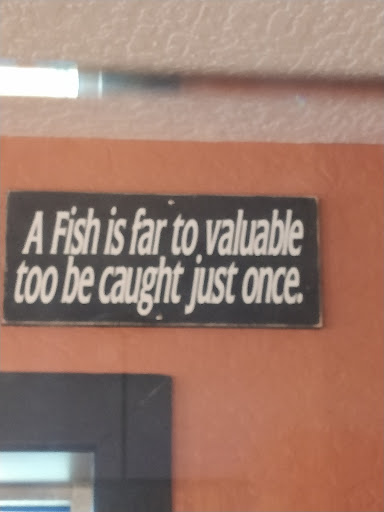 A Fish is far to valuable
too be caught just once.